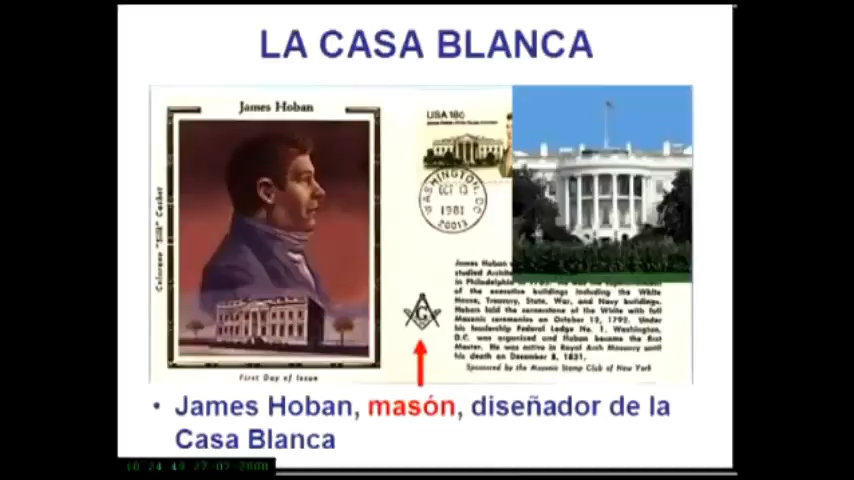 LA CASA BLANCA
James Hoban
Colorano "Silk" Cachet
First Day of Issue
USA 18c
WASHINGTON, DC
OCT 13
1981
20013
G
James Hoban
studied Archite
in Philadelphia in
of the executive buildings including the White
House, Treasury, State, War, and Navy buildings.
Hoban laid the cornerstone of the White with full
Masonic ceremonies on October 13, 1792. Under
his leadership Federal Lodge No. 1, Washington,
D.C. was organized and Hoban became the first
Master. He was active in Royal Arch Masonry until
his death on December 8, 1831.
Sponsored by the Masonic Stamp Club of New York
• James Hoban, masón, diseñador de la
Casa Blanca